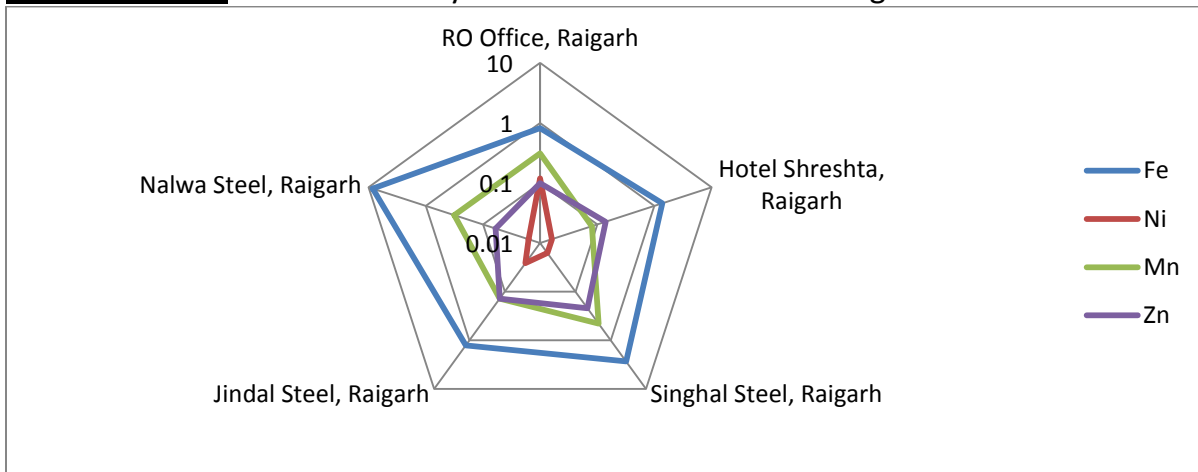 RO Office, Raigarh
10
1
0.1
0.01
Hotel Shreshta,
Raigarh
Nalwa Steel, Raigarh
Jindal Steel, Raigarh
Singhal Steel, Raigarh
Fe
Ni
Mn
Zn